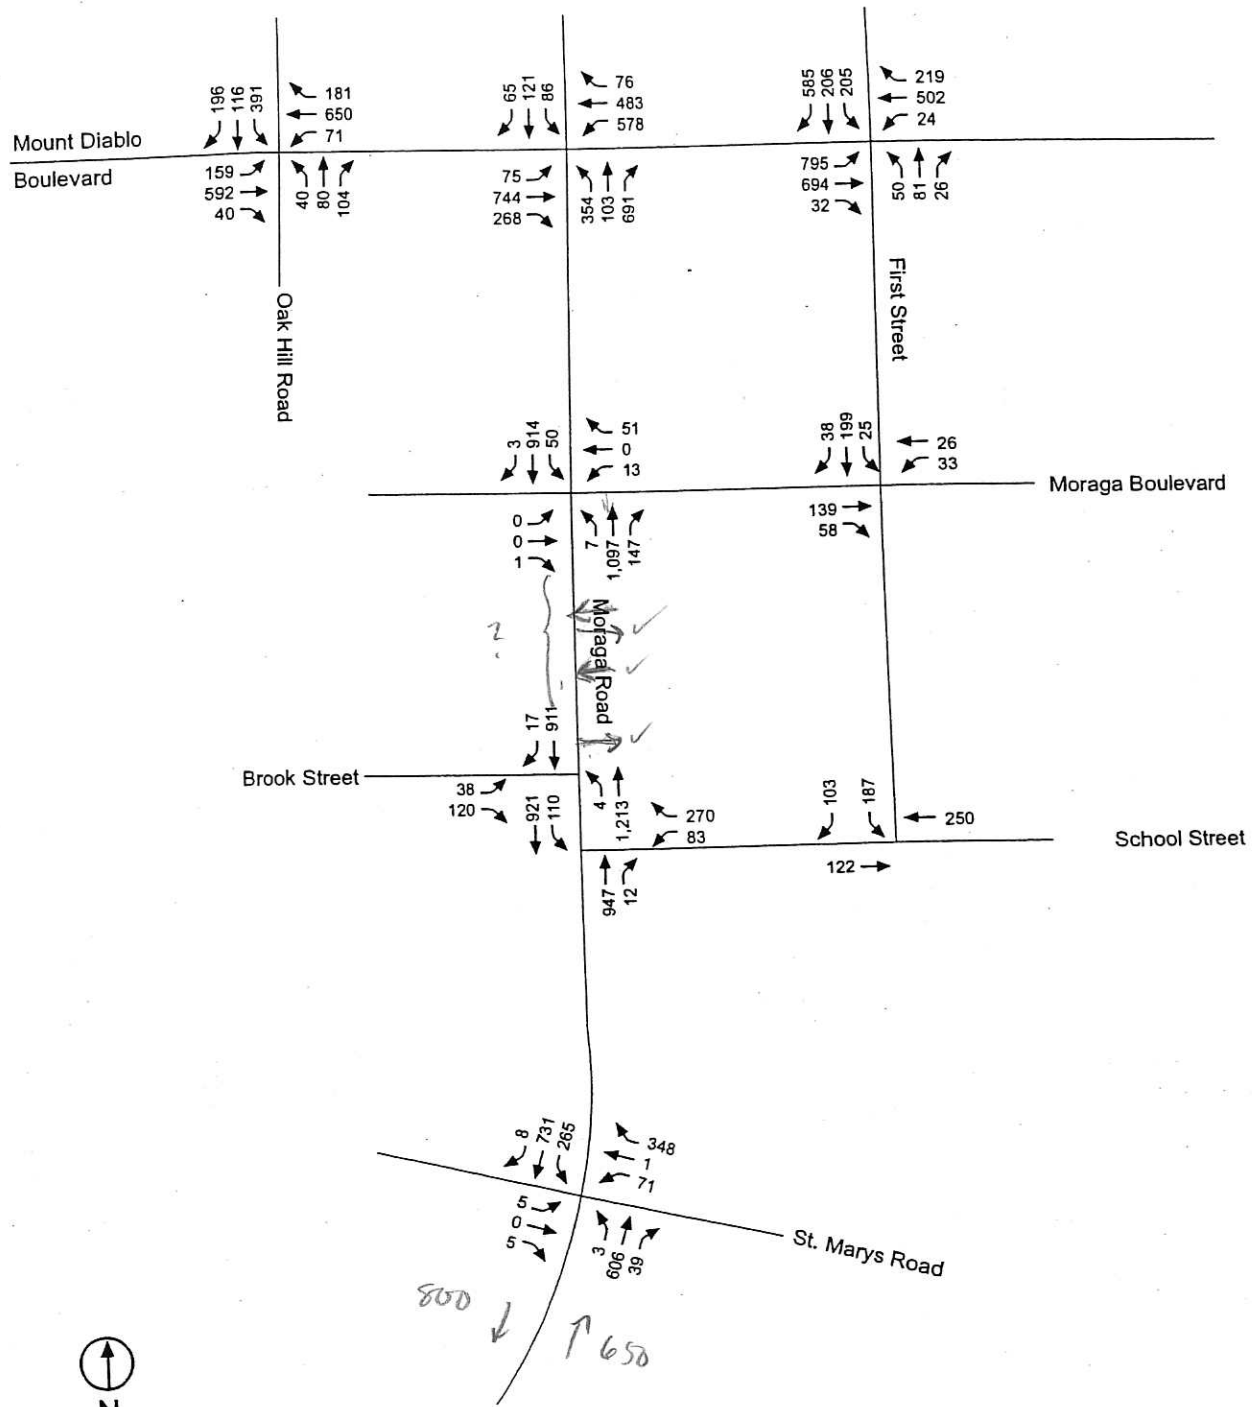 196 116 391
181
650
71
65 121 86
76
483
578
585 206 205
219
502
24
Mount Diablo
Boulevard
159
592
40
40 80 104
75
744
268
354 103 691
795
694
32
50 81 26
Oak Hill Road
First Street
3 914 50
51
0
13
38 199 25
26
33
Moraga Boulevard
0
0
1
7 1,097 147
139
58
?
Moraga Road
17 911
Brook Street
38
120
921 110
4 1,213
270
83
103 187
250
School Street
947 12
122
8 731 265
348
1
71
5
0
5
3 606 39
St. Marys Road
800
650
N